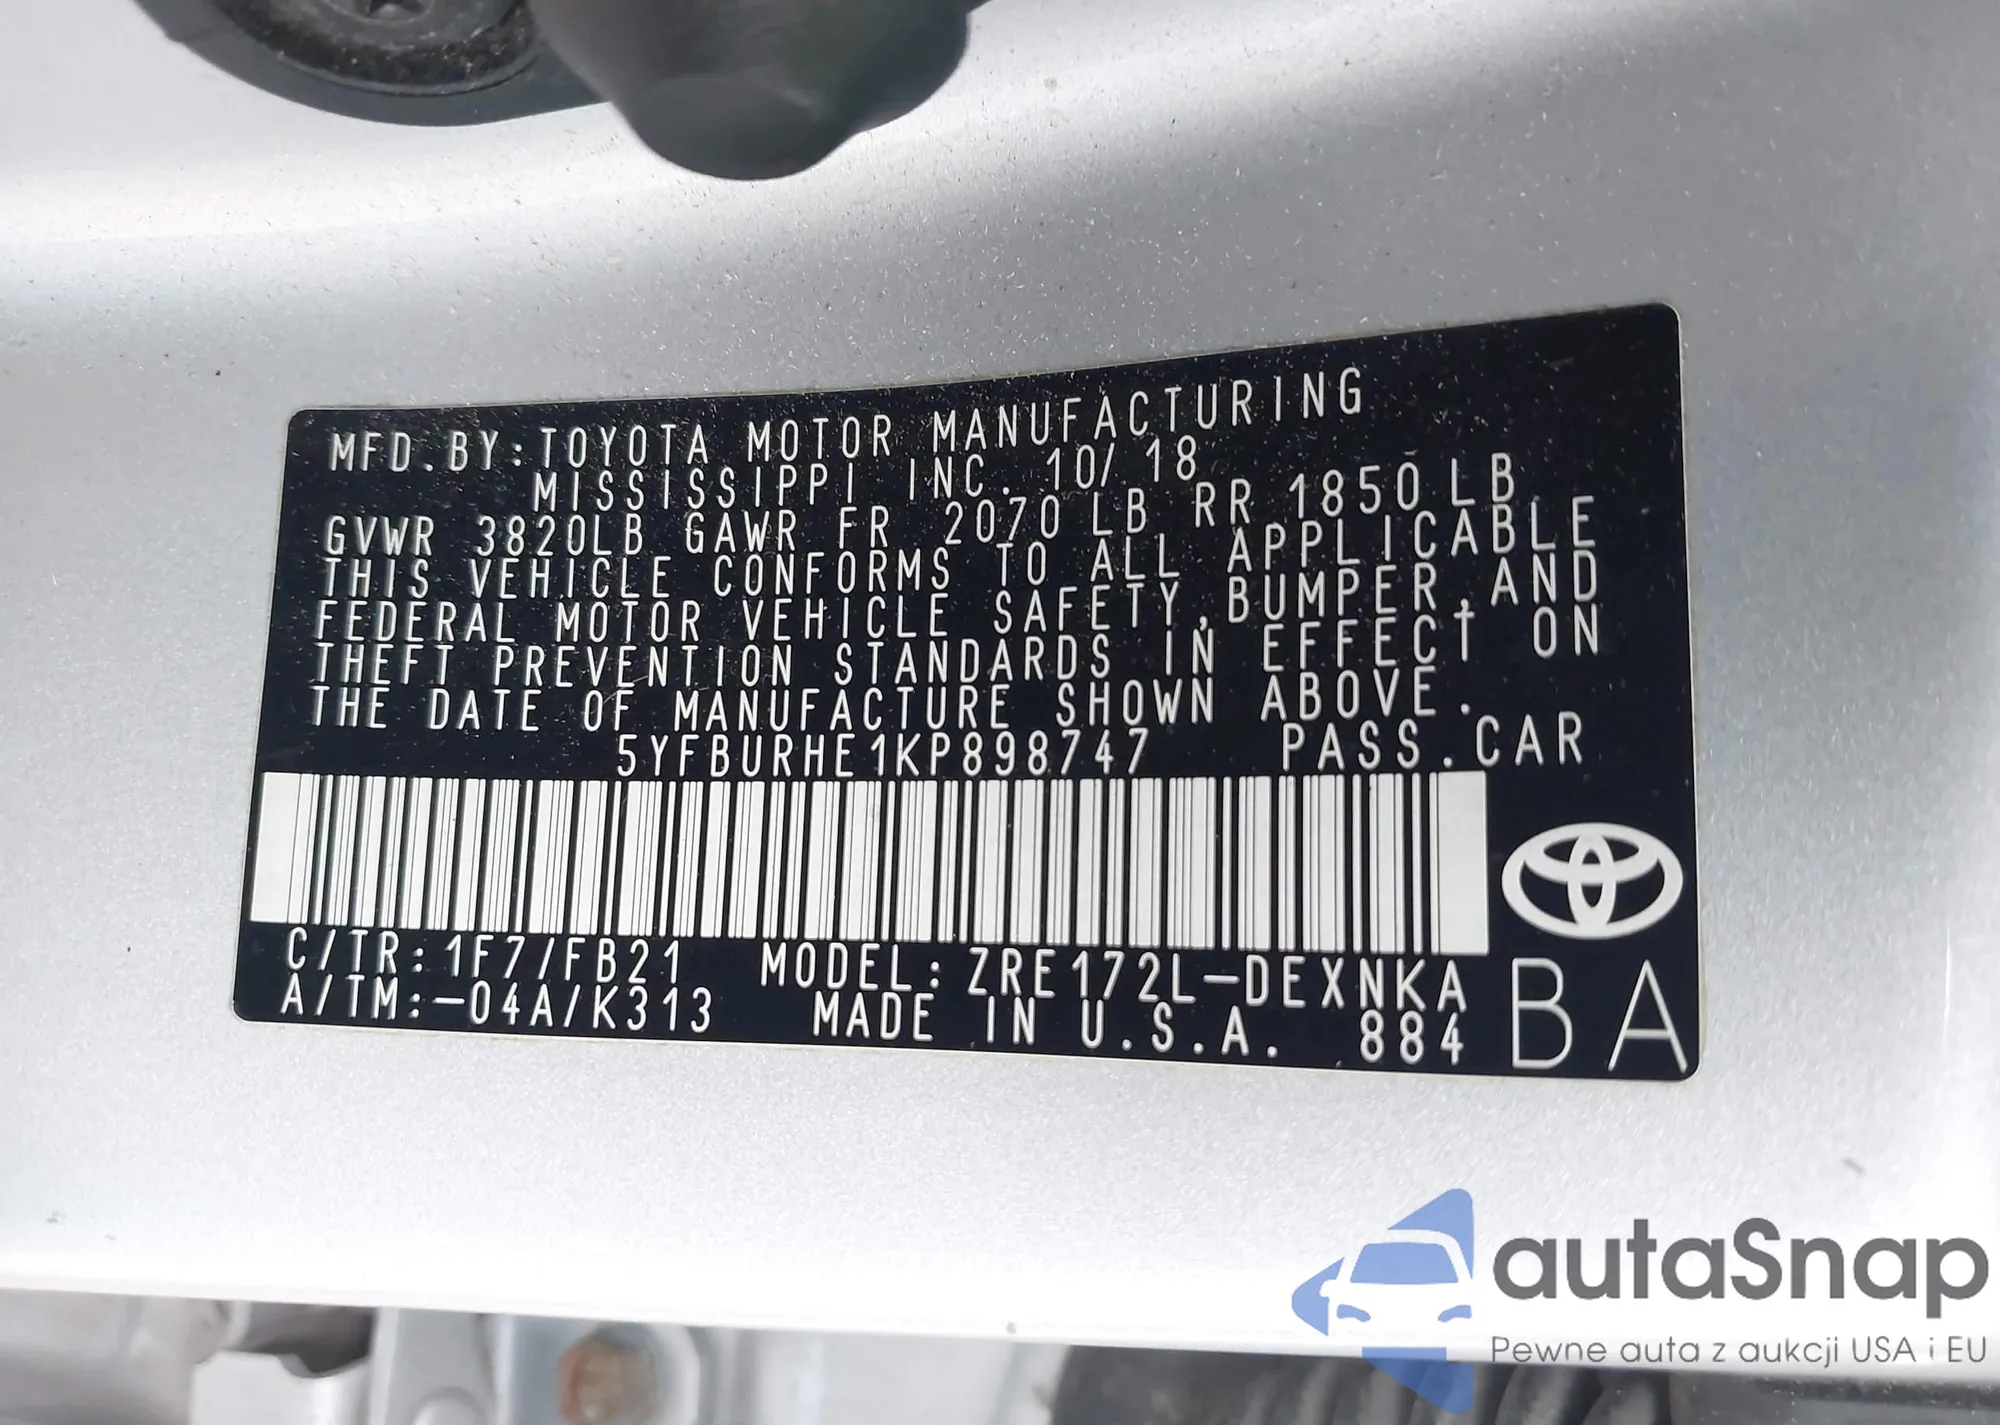 MFD.BY:TOYOTA MOTOR MANUFACTURING
MISSISSIPPI INC. 10/18
GVWR 3820LB GAWR FR 2070 LB RR 1850 LB
THIS VEHICLE CONFORMS TO ALL APPLICABLE
FEDERAL MOTOR VEHICLE SAFETY, BUMPER, AND
THEFT PREVENTION STANDARDS IN EFFECT ON
THE DATE OF MANUFACTURE SHOWN ABOVE.
5YFBURHE1KP898747 PASS.CAR
C/TR:1F7/FB21 MODEL:ZRE172L-DEXNKA
A/TM:-04A/K313 MADE IN U.S.A. 884
BA
autaSnap
Pewne auta z aukcji USA i EU